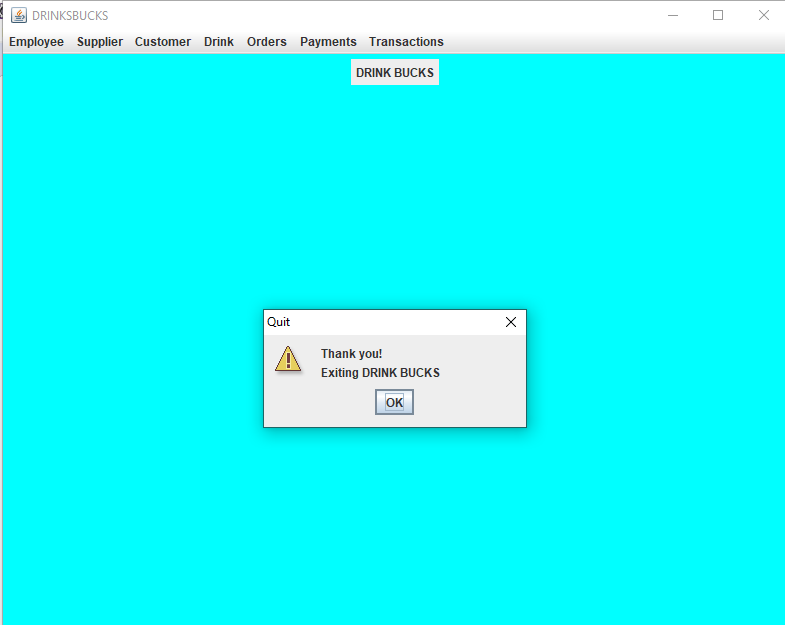 DRINKSBUCKS
Employee Supplier Customer Drink Orders Payments Transactions
DRINK BUCKS
Quit
Thank you!
Exiting DRINK BUCKS
OK